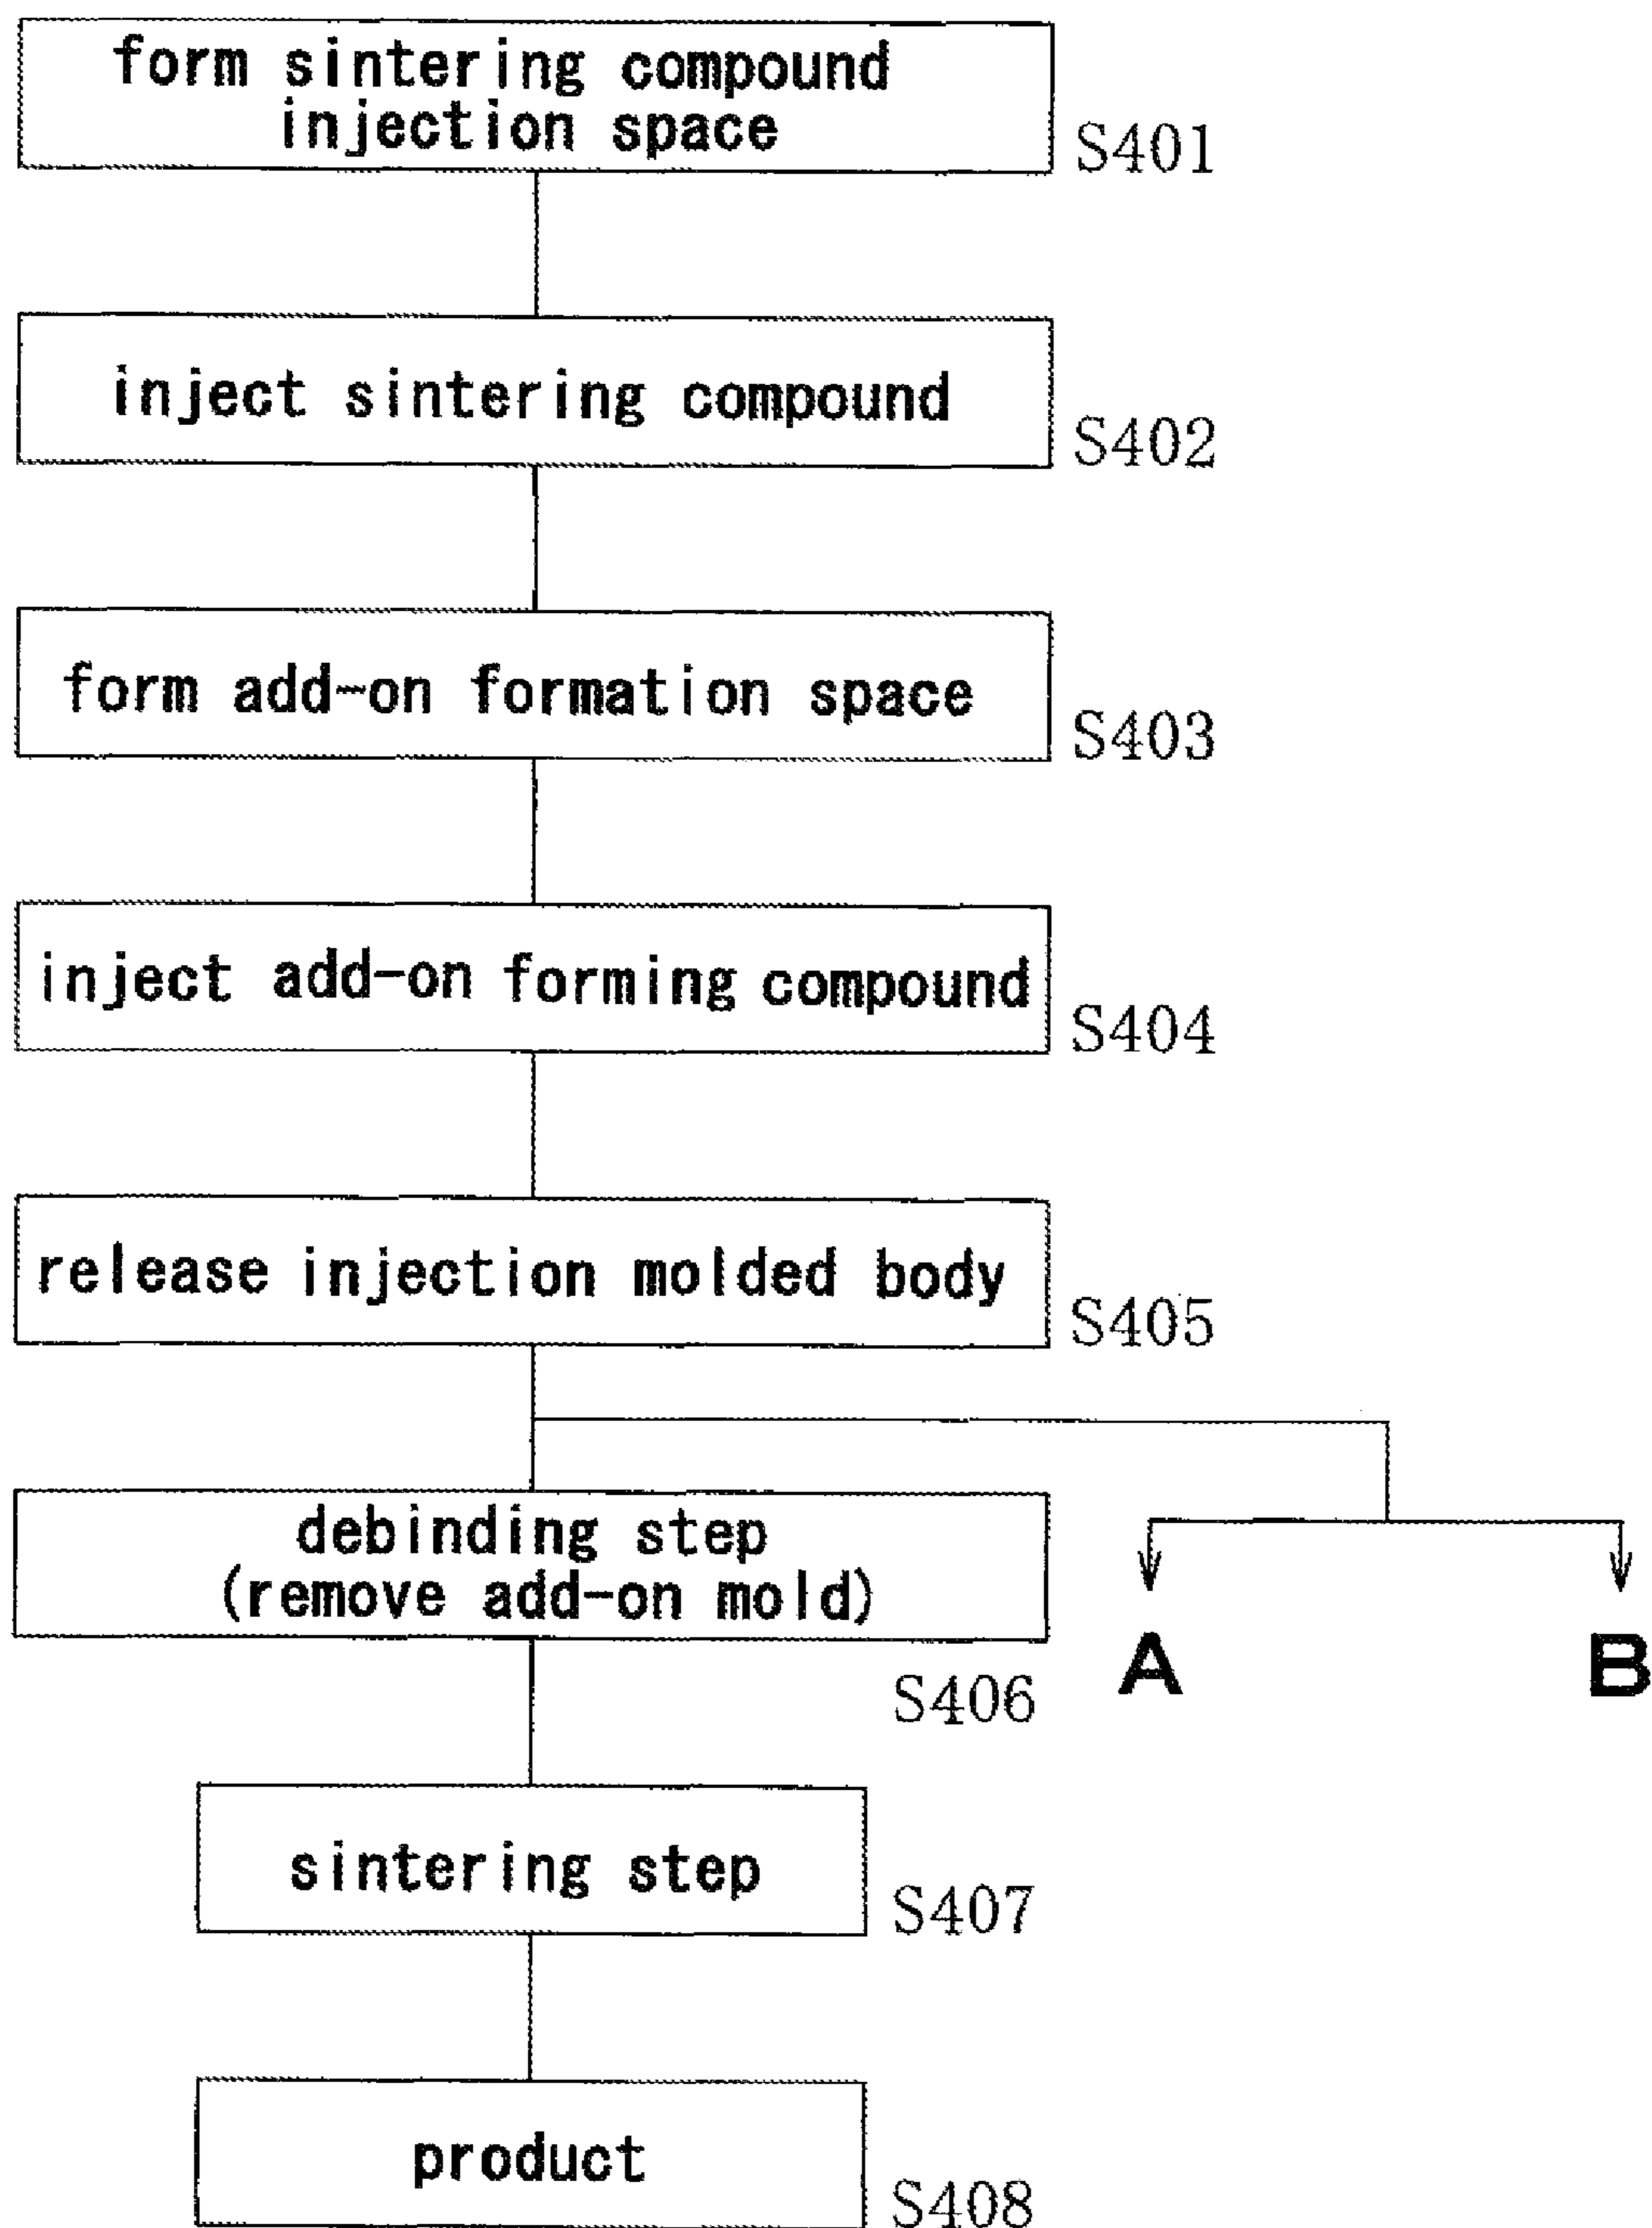 form sintering compound
injection space
S401
inject sintering compound
S402
form add-on formation space
S403
inject add-on forming compound
S404
release injection molded body
S405
debinding step
(remove add-on mold)
S406
A
B
sintering step
S407
product
S408